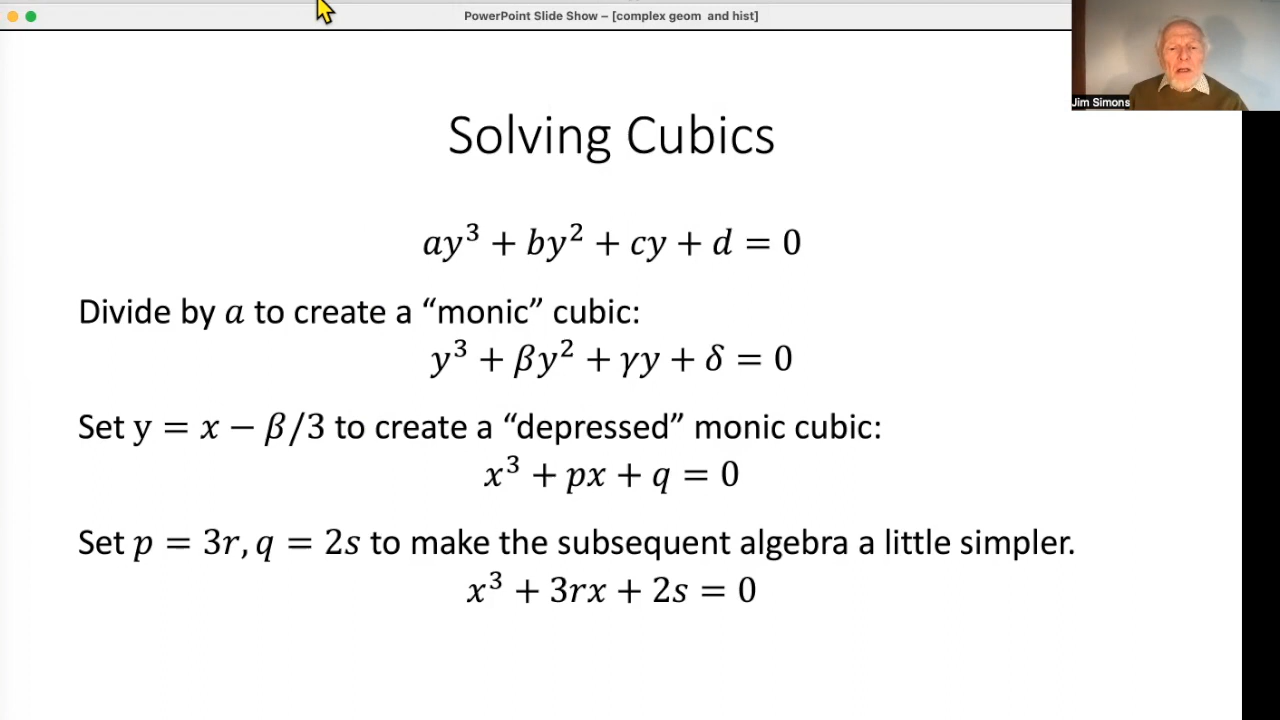 PowerPoint Slide Show – [complex geom and hist]
Jim Simons
Solving Cubics
ay³ + by² + cy + d = 0
Divide by a to create a “monic” cubic:
y³ + βy² + γy + δ = 0
Set y = x − β/3 to create a “depressed” monic cubic:
x³ + px + q = 0
Set p = 3r, q = 2s to make the subsequent algebra a little simpler.
x³ + 3rx + 2s = 0